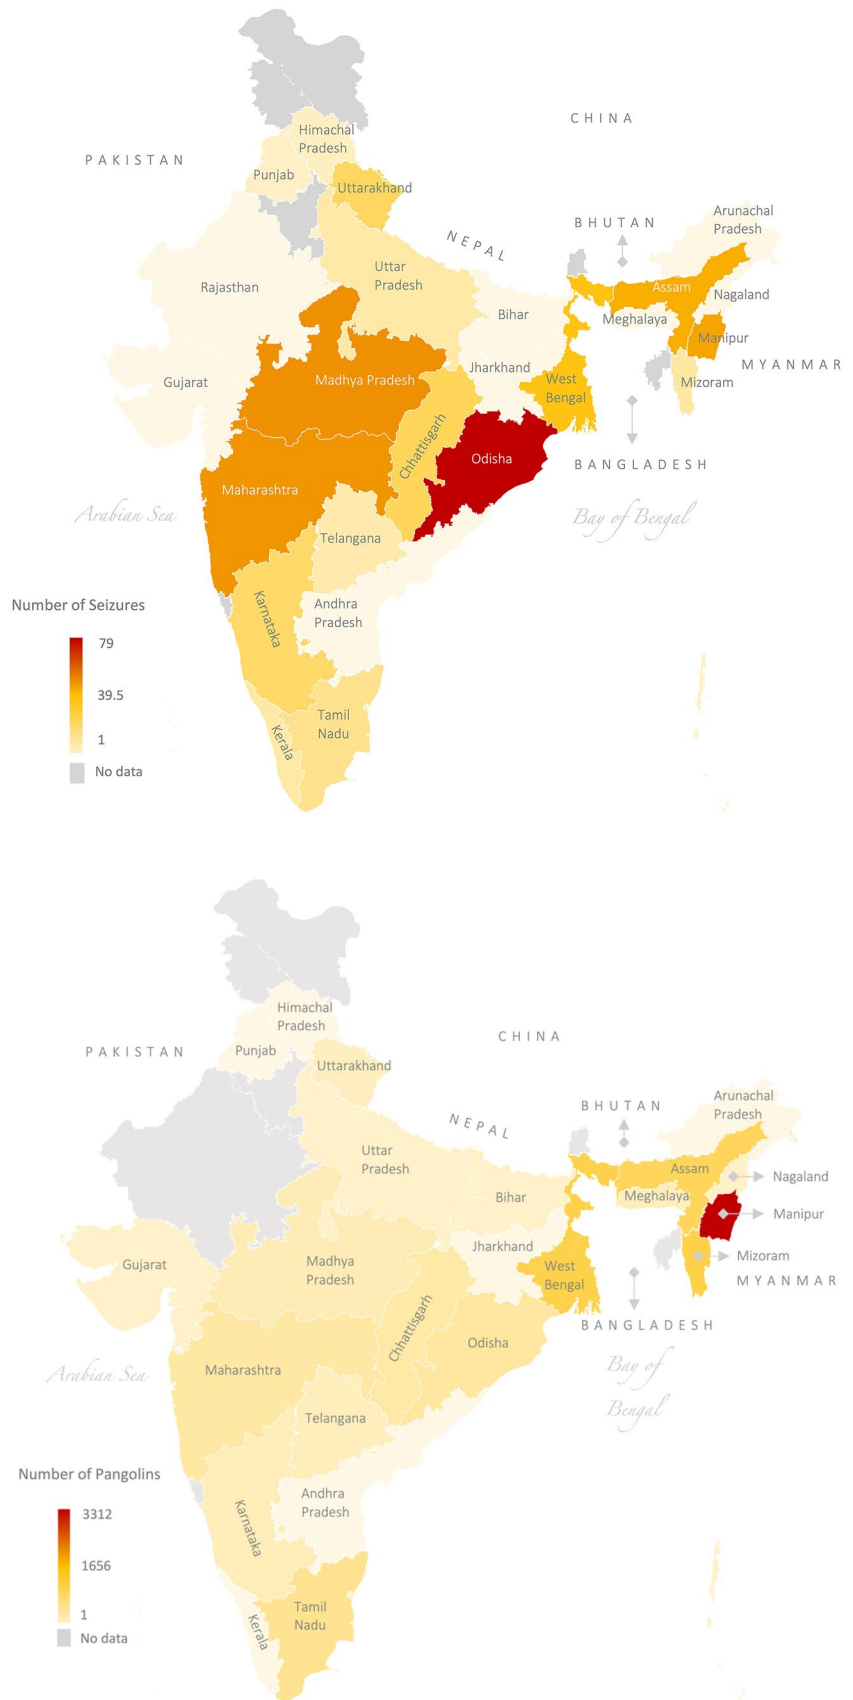 CHINA
Himachal
Pradesh
PAKISTAN
Punjab
Uttarakhand
Arunachal
Pradesh
BHUTAN
NEPAL
Uttar
Pradesh
Rajasthan
Assam
Nagaland
Bihar
Meghalaya
Manipur
MYANMAR
Jharkhand
Gujarat
Madhya Pradesh
West
Bengal
Mizoram
Chhattisgarh
Odisha
BANGLADESH
Maharashtra
Arabian Sea
Bay of Bengal
Telangana
Number of Seizures
Karnataka
Andhra
Pradesh
79
39.5
1
No data
Tamil
Nadu
Kerala
Himachal
Pradesh
CHINA
PAKISTAN
Punjab
Uttarakhand
Arunachal
Pradesh
BHUTAN
NEPAL
Uttar
Pradesh
Assam
Nagaland
Bihar
Meghalaya
Manipur
Jharkhand
Mizoram
Gujarat
Madhya
Pradesh
West
Bengal
MYANMAR
Chhattisgarh
BANGLADESH
Odisha
Maharashtra
Arabian Sea
Bay of
Bengal
Telangana
Number of Pangolins
Andhra
Pradesh
Karnataka
3312
1656
1
No data
Tamil
Nadu
Kerala